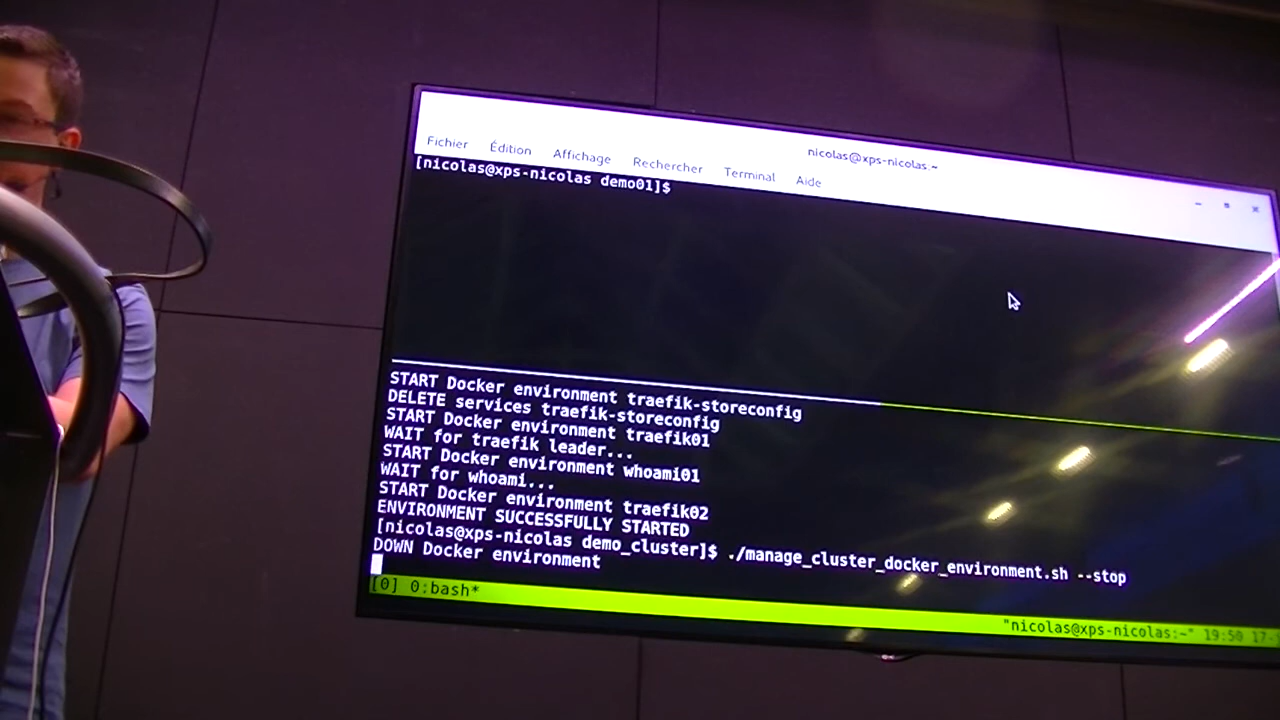 nicolas@xps-nicolas:~
Fichier Édition Affichage Rechercher Terminal Aide
[nicolas@xps-nicolas demo01]$
START Docker environment traefik-storeconfig
DELETE services traefik-storeconfig
START Docker environment traefik01
WAIT for traefik leader...
START Docker environment whoami01
WAIT for whoami...
START Docker environment traefik02
ENVIRONMENT SUCCESSFULLY STARTED
[nicolas@xps-nicolas demo_cluster]$ ./manage_cluster_docker_environment.sh --stop
DOWN Docker environment
[0] 0:bash* "nicolas@xps-nicolas:~" 19:50 17-